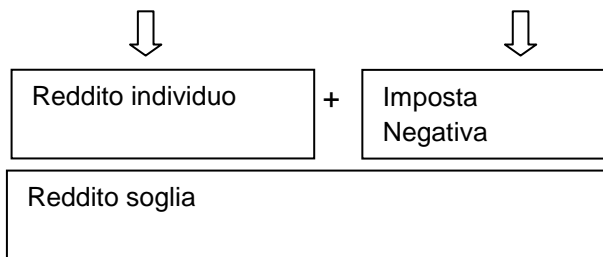 Reddito individuo
+
Imposta
Negativa
Reddito soglia